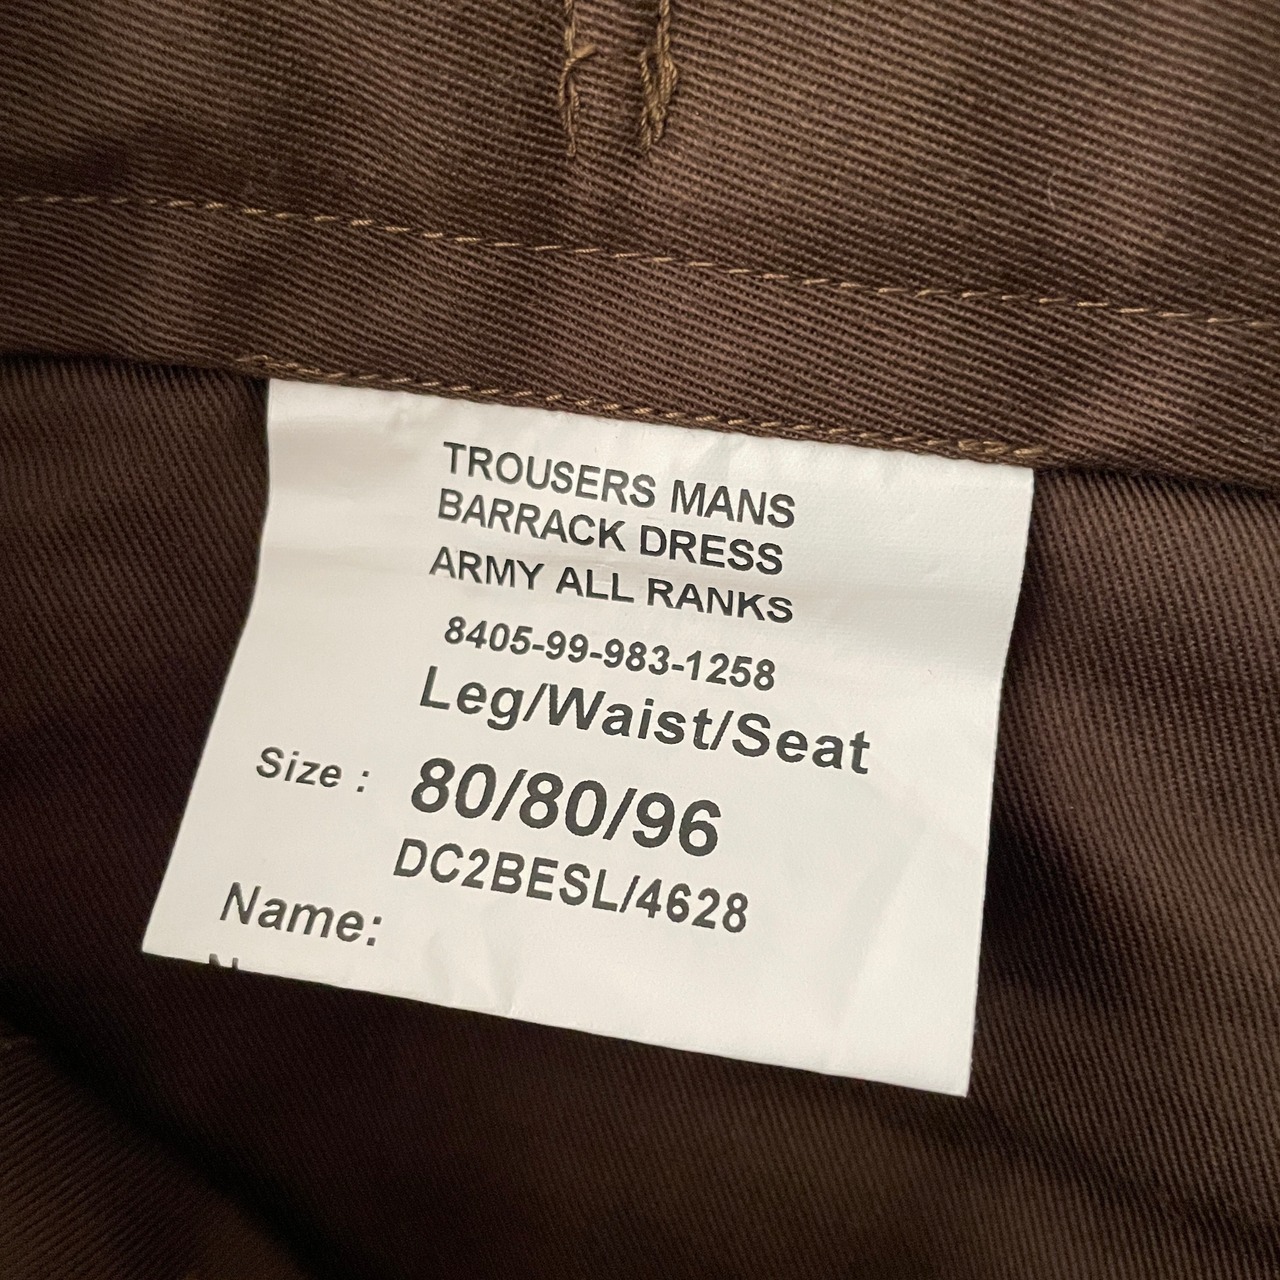 TROUSERS MANS
BARRACK DRESS
ARMY ALL RANKS
8405-99-983-1258
Leg/Waist/Seat
Size : 80/80/96
DC2BESL/4628
Name: